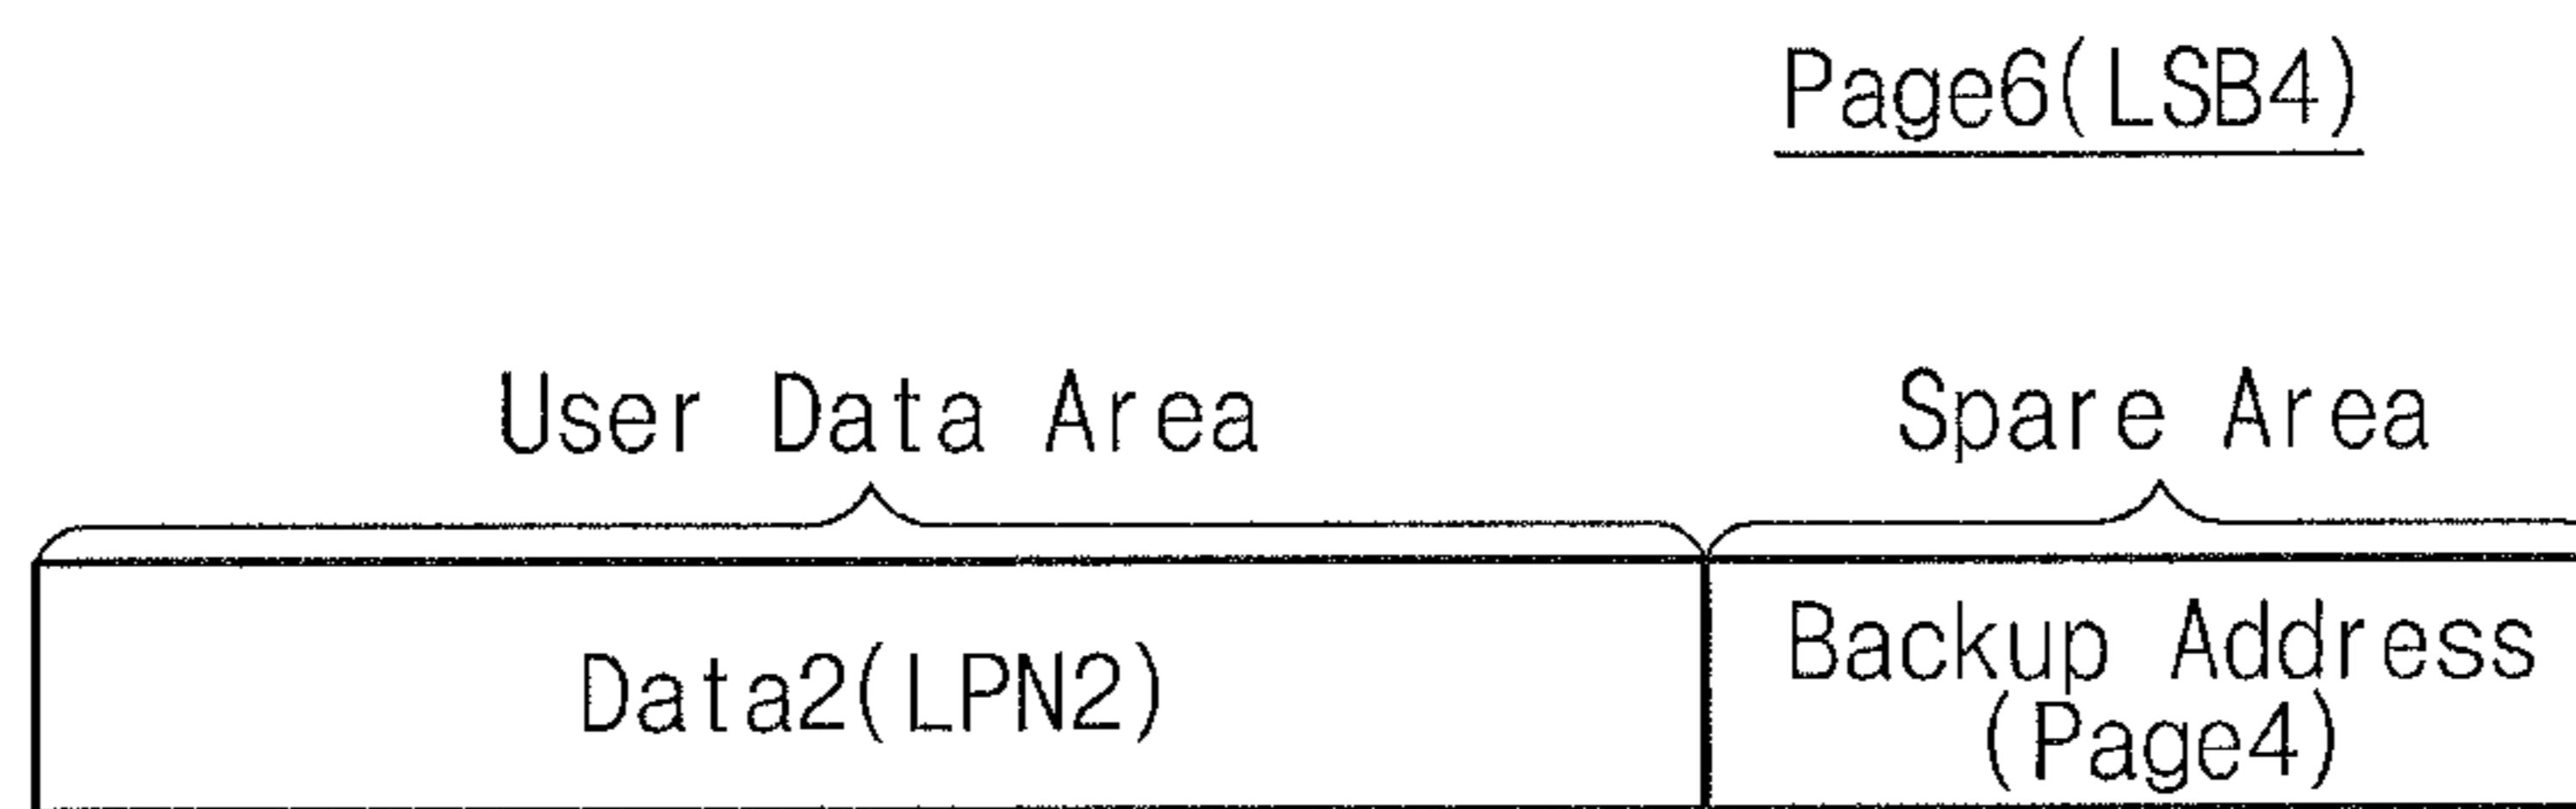 Page6(LSB4)
User Data Area
Spare Area
Data2(LPN2)
Backup Address
(Page4)